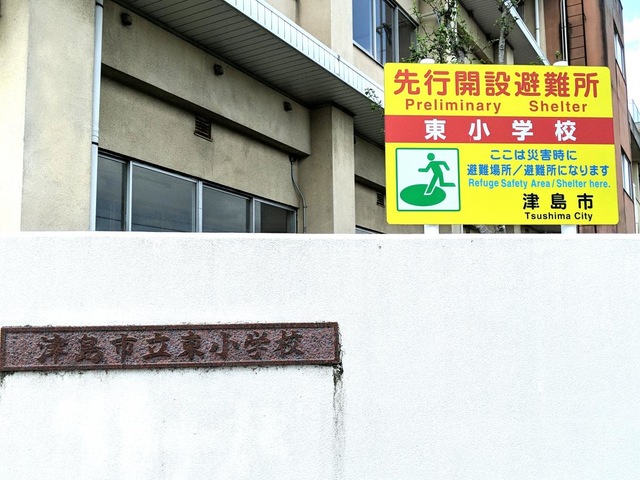 先行開設避難所
Preliminary Shelter
東小学校
ここは災害時に
避難場所／避難所になります
Refuge Safety Area / Shelter here.
津島市
Tsushima City
津島市立東小学校